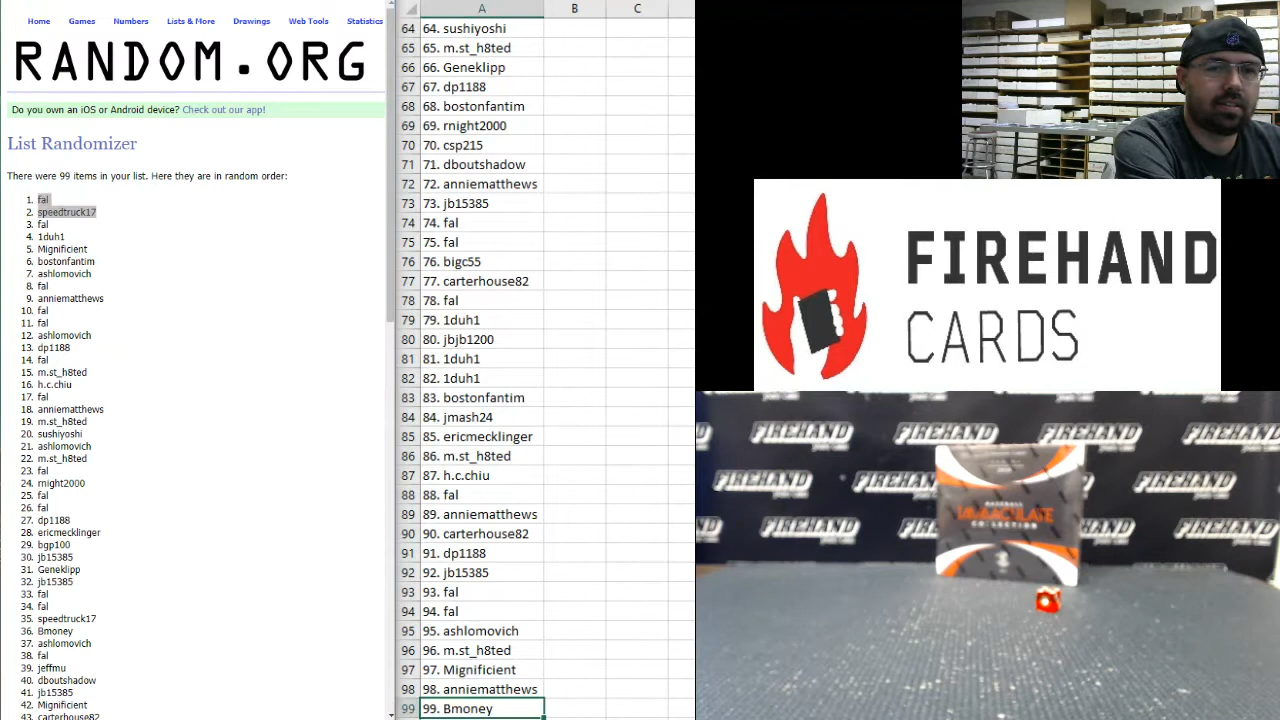 Home Games Numbers Lists & More Drawings Web Tools Statistics
RANDOM.ORG
Do you own an iOS or Android device? Check out our app!
List Randomizer
There were 99 items in your list. Here they are in random order:
1. fal
2. speedtruck17
3. fal
4. 1duh1
5. Mignificient
6. bostonfantim
7. ashlomovich
8. fal
9. anniematthews
10. fal
11. fal
12. ashlomovich
13. dp1188
14. fal
15. m.st_h8ted
16. h.c.chiu
17. fal
18. anniematthews
19. m.st_h8ted
20. sushiyoshi
21. ashlomovich
22. m.st_h8ted
23. fal
24. rnight2000
25. fal
26. fal
27. dp1188
28. ericmecklinger
29. bgp100
30. jb15385
31. Geneklipp
32. jb15385
33. fal
34. fal
35. speedtruck17
36. Bmoney
37. ashlomovich
38. fal
39. jeffmu
40. dboutshadow
41. jb15385
42. Mignificient
43. carterhouse82
A B C
64 64. sushiyoshi
65 65. m.st_h8ted
66 66. Geneklipp
67 67. dp1188
68 68. bostonfantim
69 69. rnight2000
70 70. csp215
71 71. dboutshadow
72 72. anniematthews
73 73. jb15385
74 74. fal
75 75. fal
76 76. bigc55
77 77. carterhouse82
78 78. fal
79 79. 1duh1
80 80. jbjb1200
81 81. 1duh1
82 82. 1duh1
83 83. bostonfantim
84 84. jmash24
85 85. ericmecklinger
86 86. m.st_h8ted
87 87. h.c.chiu
88 88. fal
89 89. anniematthews
90 90. carterhouse82
91 91. dp1188
92 92. jb15385
93 93. fal
94 94. fal
95 95. ashlomovich
96 96. m.st_h8ted
97 97. Mignificient
98 98. anniematthews
99 99. Bmoney
FIREHAND
CARDS
FIREHAND
BASEBALL
IMMACULATE
COLLECTION